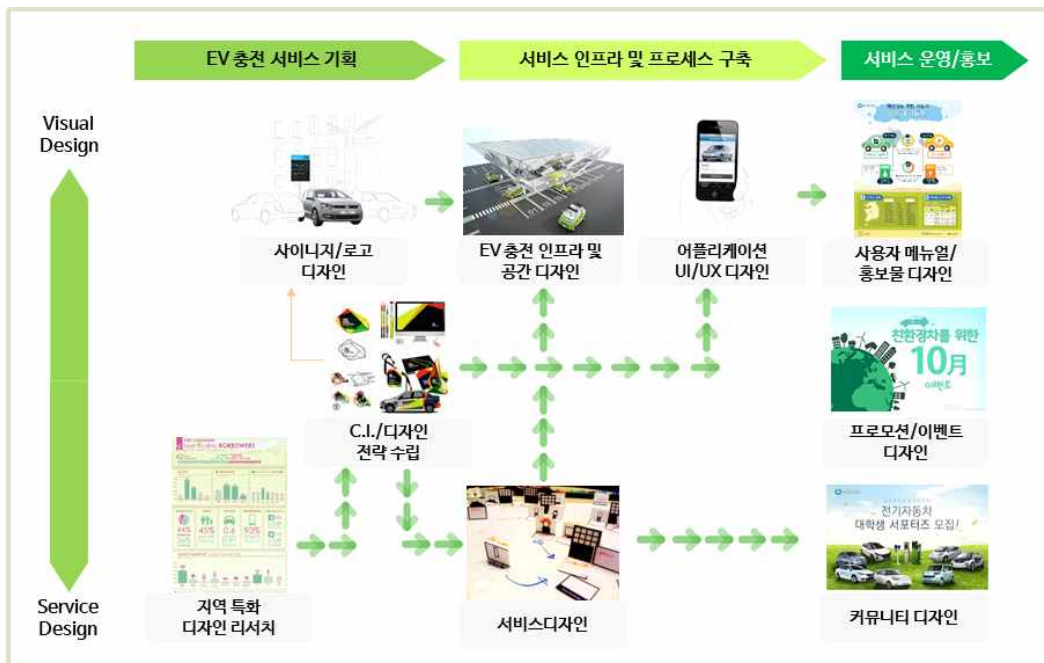 EV 충전 서비스 기획
서비스 인프라 및 프로세스 구축
서비스 운영/홍보
Visual
Design
사이니지/로고
디자인
EV 충전 인프라 및
공간 디자인
어플리케이션
UI/UX 디자인
사용자 메뉴얼/
홍보물 디자인
친환경차를 위한
10月
이벤트
C.I./디자인
전략 수립
프로모션/이벤트
디자인
BORROWERS
44%
45%
0.6
93%
전기자동차
대학생 서포터즈 모집!
Service
Design
지역 특화
디자인 리서치
서비스디자인
커뮤니티 디자인